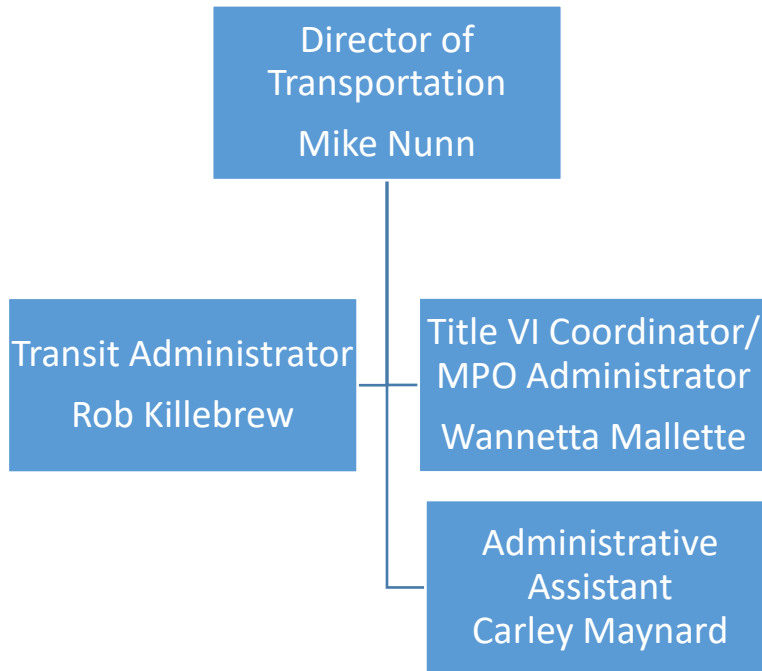 Director of
Transportation
Mike Nunn
Transit Administrator
Rob Killebrew
Title VI Coordinator/
MPO Administrator
Wannetta Mallette
Administrative
Assistant
Carley Maynard